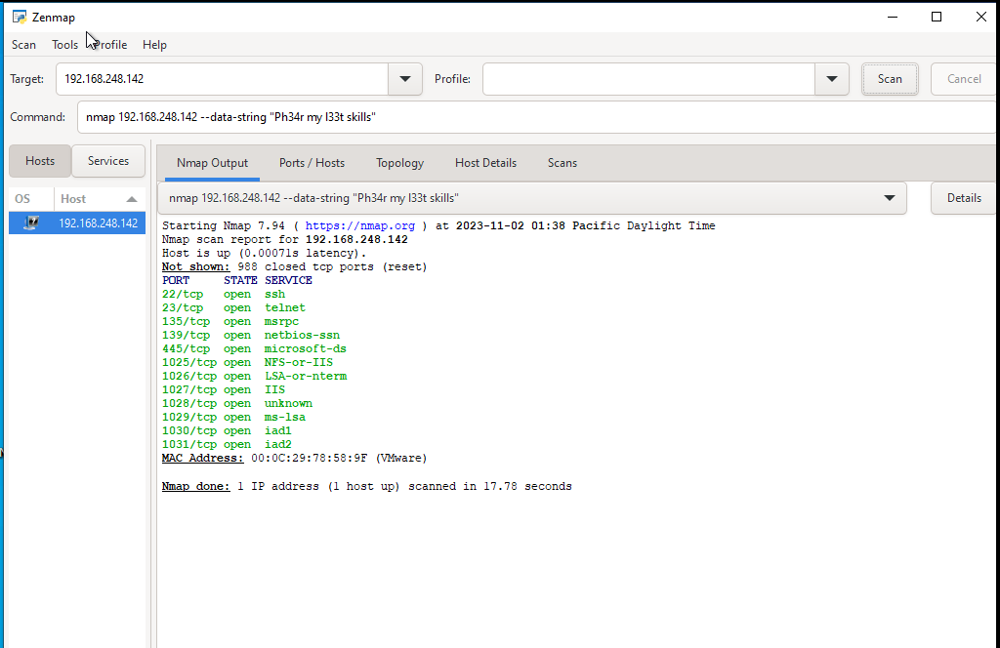 Zenmap
Scan Tools Profile Help
Target: 192.168.248.142 Profile: Scan Cancel
Command: nmap 192.168.248.142 --data-string "Ph34r my l33t skills"
Hosts Services
Nmap Output Ports / Hosts Topology Host Details Scans
OS Host
192.168.248.142
nmap 192.168.248.142 --data-string "Ph34r my l33t skills" Details
Starting Nmap 7.94 ( https://nmap.org ) at 2023-11-02 01:38 Pacific Daylight Time
Nmap scan report for 192.168.248.142
Host is up (0.00071s latency).
Not shown: 988 closed tcp ports (reset)
PORT STATE SERVICE
22/tcp open ssh
23/tcp open telnet
135/tcp open msrpc
139/tcp open netbios-ssn
445/tcp open microsoft-ds
1025/tcp open NFS-or-IIS
1026/tcp open LSA-or-nterm
1027/tcp open IIS
1028/tcp open unknown
1029/tcp open ms-lsa
1030/tcp open iad1
1031/tcp open iad2
MAC Address: 00:0C:29:78:58:9F (VMware)
Nmap done: 1 IP address (1 host up) scanned in 17.78 seconds